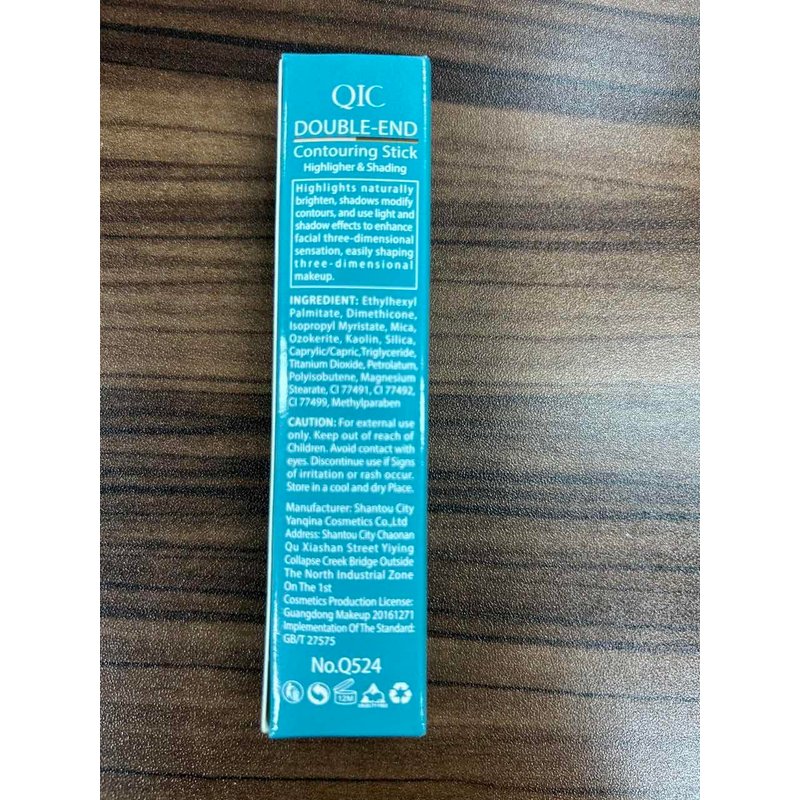 QIC
DOUBLE-END
Contouring Stick
Highligher & Shading
Highlights naturally
brighten, shadows modify
contours, and use light and
shadow effects to enhance
facial three-dimensional
sensation, easily shaping
three-dimensional
makeup.
INGREDIENT: Ethylhexyl
Palmitate, Dimethicone,
Isopropyl Myristate, Mica,
Ozokerite, Kaolin, Silica,
Caprylic/Capric,Triglyceride,
Titanium Dioxide, Petrolatum,
Polyisobutene, Magnesium
Stearate, CI 77491, CI 77492,
CI 77499, Methylparaben
CAUTION: For external use
only. Keep out of reach of
Children. Avoid contact with
eyes. Discontinue use if Signs
of irritation or rash occur.
Store in a cool and dry Place.
Manufacturer: Shantou City
Yanqina Cosmetics Co.,Ltd
Address: Shantou City Chaonan
Qu Xiashan Street Yiying
Collapse Creek Bridge Outside
The North Industrial Zone
On The 1st
Cosmetics Production License:
Guangdong Makeup 20161271
Implementation Of The Standard:
GB/T 27575
No.Q524
12M
CRUELTY FREE